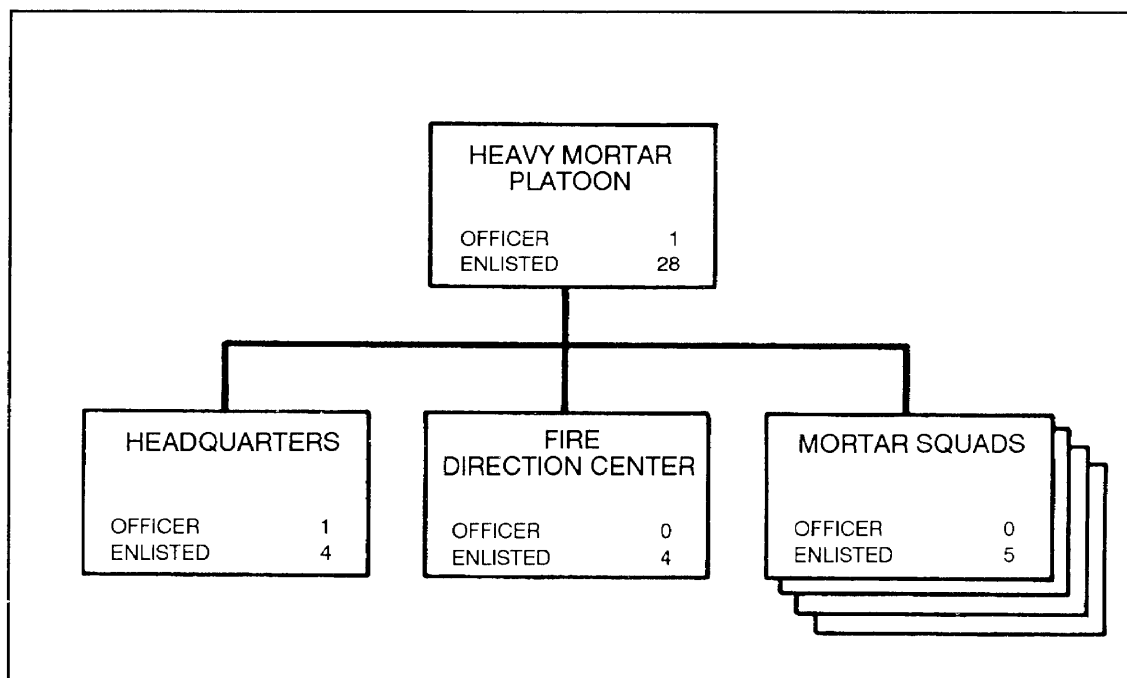 HEAVY MORTAR
PLATOON
OFFICER 1
ENLISTED 28
HEADQUARTERS
OFFICER 1
ENLISTED 4
FIRE
DIRECTION CENTER
OFFICER 0
ENLISTED 4
MORTAR SQUADS
OFFICER 0
ENLISTED 5